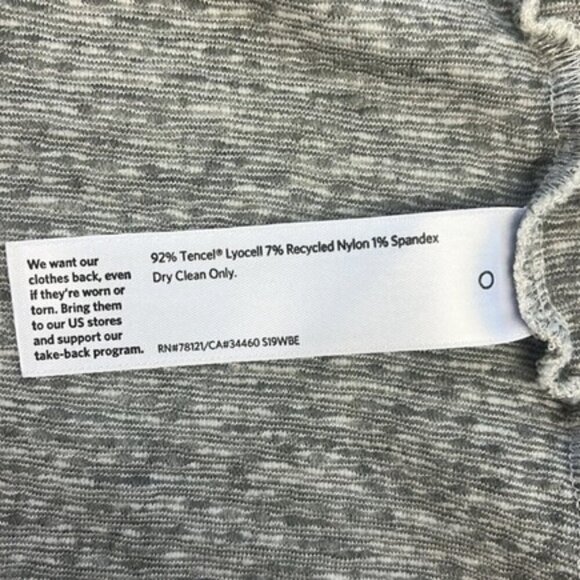 We want our
clothes back, even
if they're worn or
torn. Bring them
to our US stores
and support our
take-back program.
92% Tencel® Lyocell 7% Recycled Nylon 1% Spandex
Dry Clean Only.
RN#78121/CA#34460 S19WBE